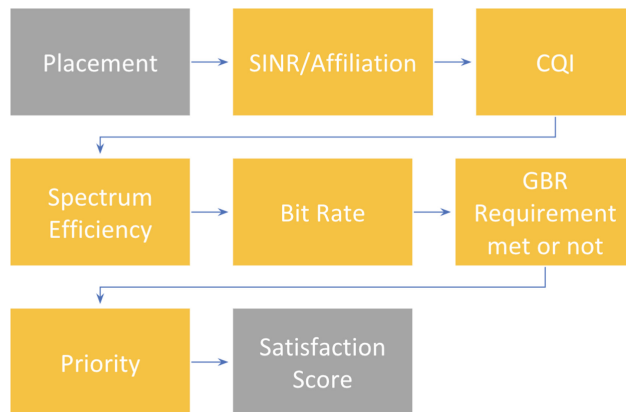 Placement
SINR/Affiliation
CQI
Spectrum
Efficiency
Bit Rate
GBR
Requirement
met or not
Priority
Satisfaction
Score